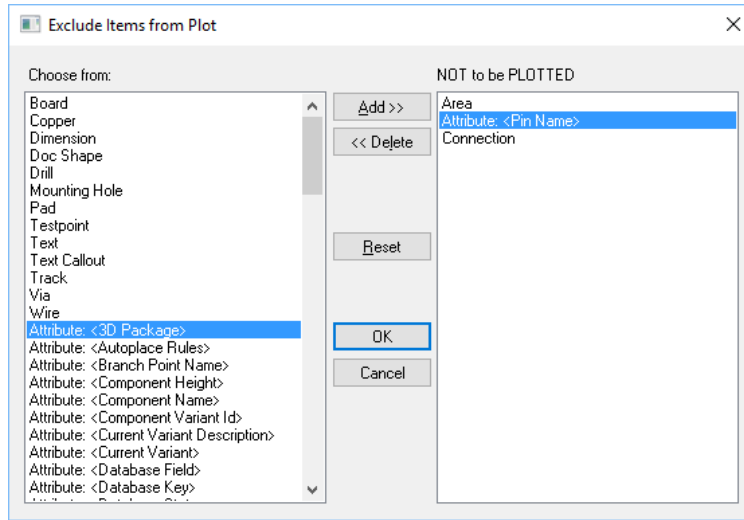 Exclude Items from Plot
Choose from:
Board
Copper
Dimension
Doc Shape
Drill
Mounting Hole
Pad
Testpoint
Text
Text Callout
Track
Via
Wire
Attribute: <3D Package>
Attribute: <Autoplace Rules>
Attribute: <Branch Point Name>
Attribute: <Component Height>
Attribute: <Component Name>
Attribute: <Component Variant Id>
Attribute: <Current Variant Description>
Attribute: <Current Variant>
Attribute: <Database Field>
Attribute: <Database Key>
Add >>
<< Delete
Reset
OK
Cancel
NOT to be PLOTTED
Area
Attribute: <Pin Name>
Connection